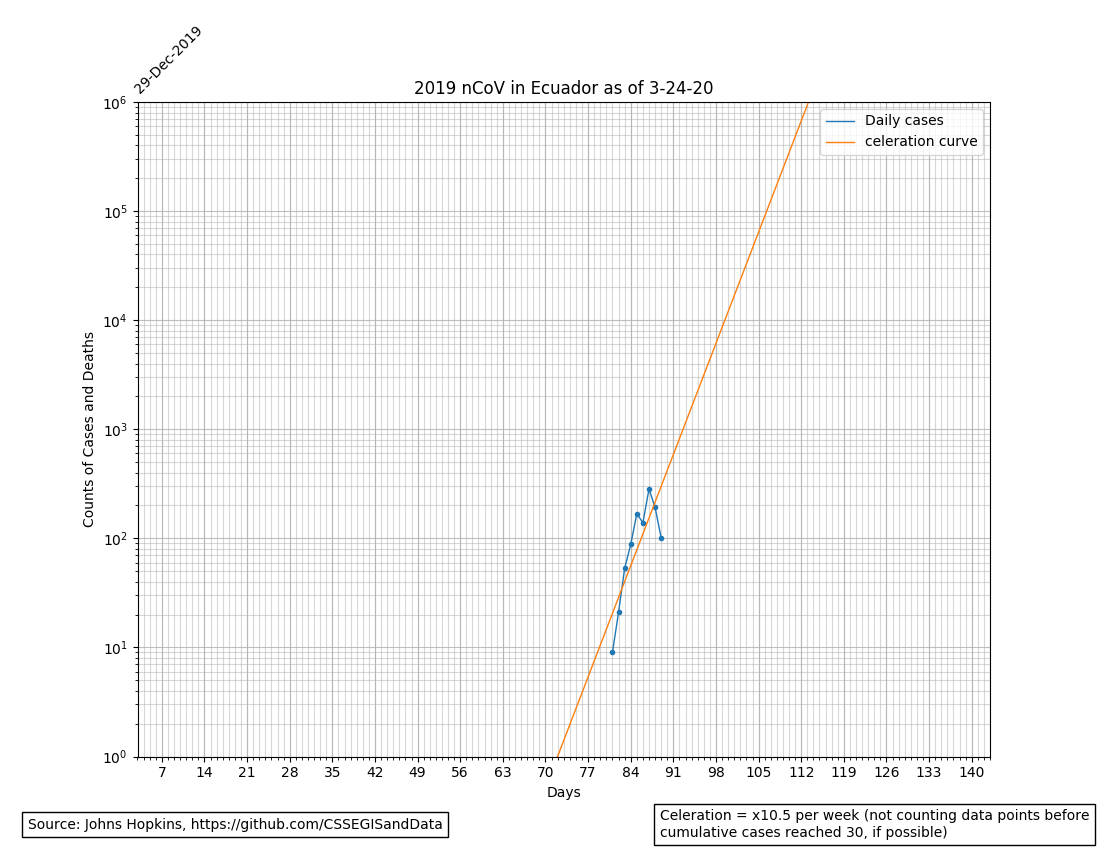 29-Dec-2019
2019 nCoV in Ecuador as of 3-24-20
Daily cases
celeration curve
10^6
10^5
10^4
10^3
10^2
10^1
10^0
Counts of Cases and Deaths
7 14 21 28 35 42 49 56 63 70 77 84 91 98 105 112 119 126 133 140
Days
Source: Johns Hopkins, https://github.com/CSSEGISandData
Celeration = x10.5 per week (not counting data points before
cumulative cases reached 30, if possible)